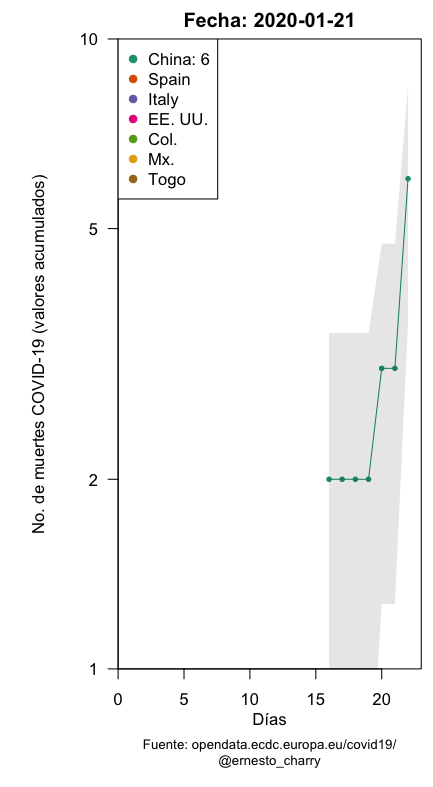 Fecha: 2020-01-21
10
China: 6
Spain
Italy
EE. UU.
Col.
Mx.
Togo
5
No. de muertes COVID-19 (valores acumulados)
2
1
0 5 10 15 20
Días
Fuente: opendata.ecdc.europa.eu/covid19/
@ernesto_charry